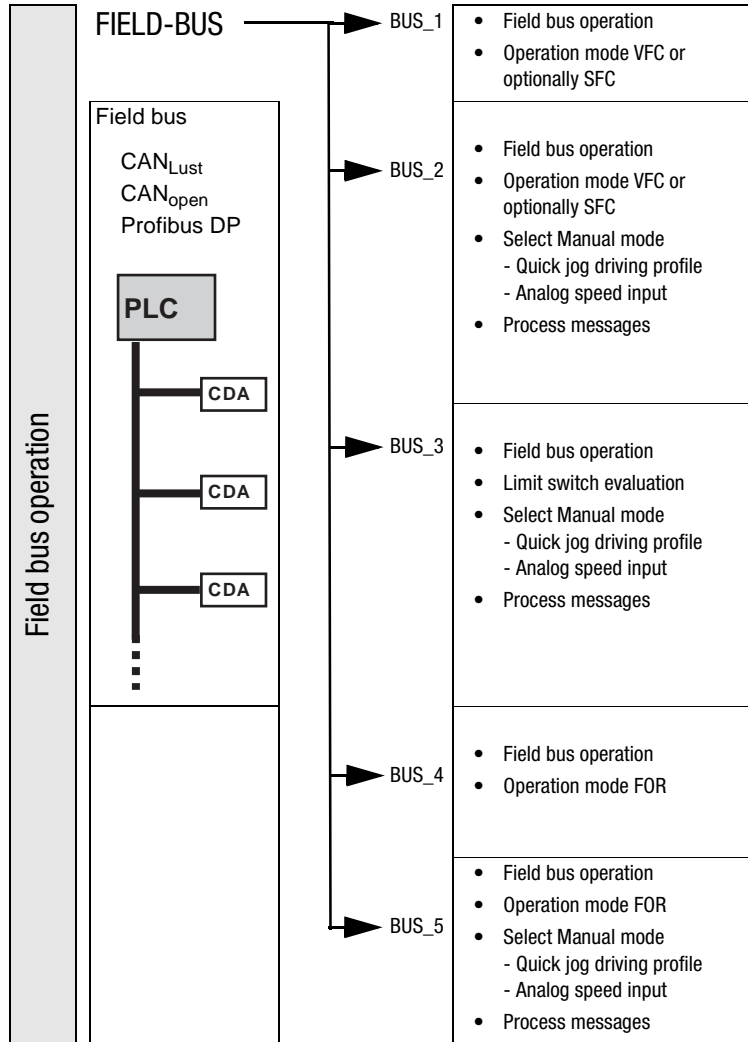 Field bus operation
FIELD-BUS
Field bus
CANLust
CANopen
Profibus DP
PLC
CDA
CDA
CDA
BUS_1
• Field bus operation
• Operation mode VFC or
optionally SFC
BUS_2
• Field bus operation
• Operation mode VFC or
optionally SFC
• Select Manual mode
- Quick jog driving profile
- Analog speed input
• Process messages
BUS_3
• Field bus operation
• Limit switch evaluation
• Select Manual mode
- Quick jog driving profile
- Analog speed input
• Process messages
BUS_4
• Field bus operation
• Operation mode FOR
BUS_5
• Field bus operation
• Operation mode FOR
• Select Manual mode
- Quick jog driving profile
- Analog speed input
• Process messages